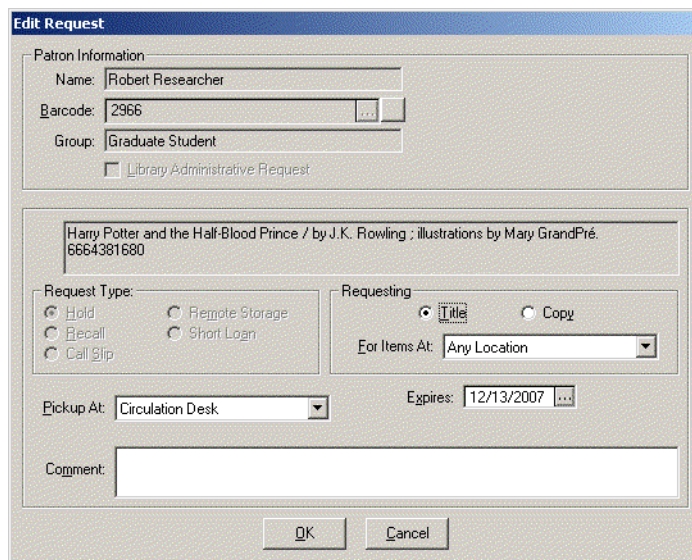 Edit Request
Patron Information
Name: Robert Researcher
Barcode: 2966 ...
Group: Graduate Student
Library Administrative Request
Harry Potter and the Half-Blood Prince / by J.K. Rowling ; illustrations by Mary GrandPré.
6664381680
Request Type:
Hold
Remote Storage
Recall
Short Loan
Call Slip
Requesting
Title
Copy
For Items At: Any Location
Pickup At: Circulation Desk
Expires: 12/13/2007 ...
Comment:
OK
Cancel